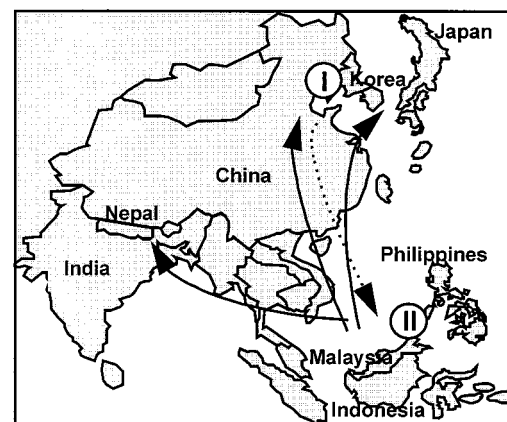 Japan
I
Korea
China
Nepal
India
Philippines
II
Malaysia
Indonesia